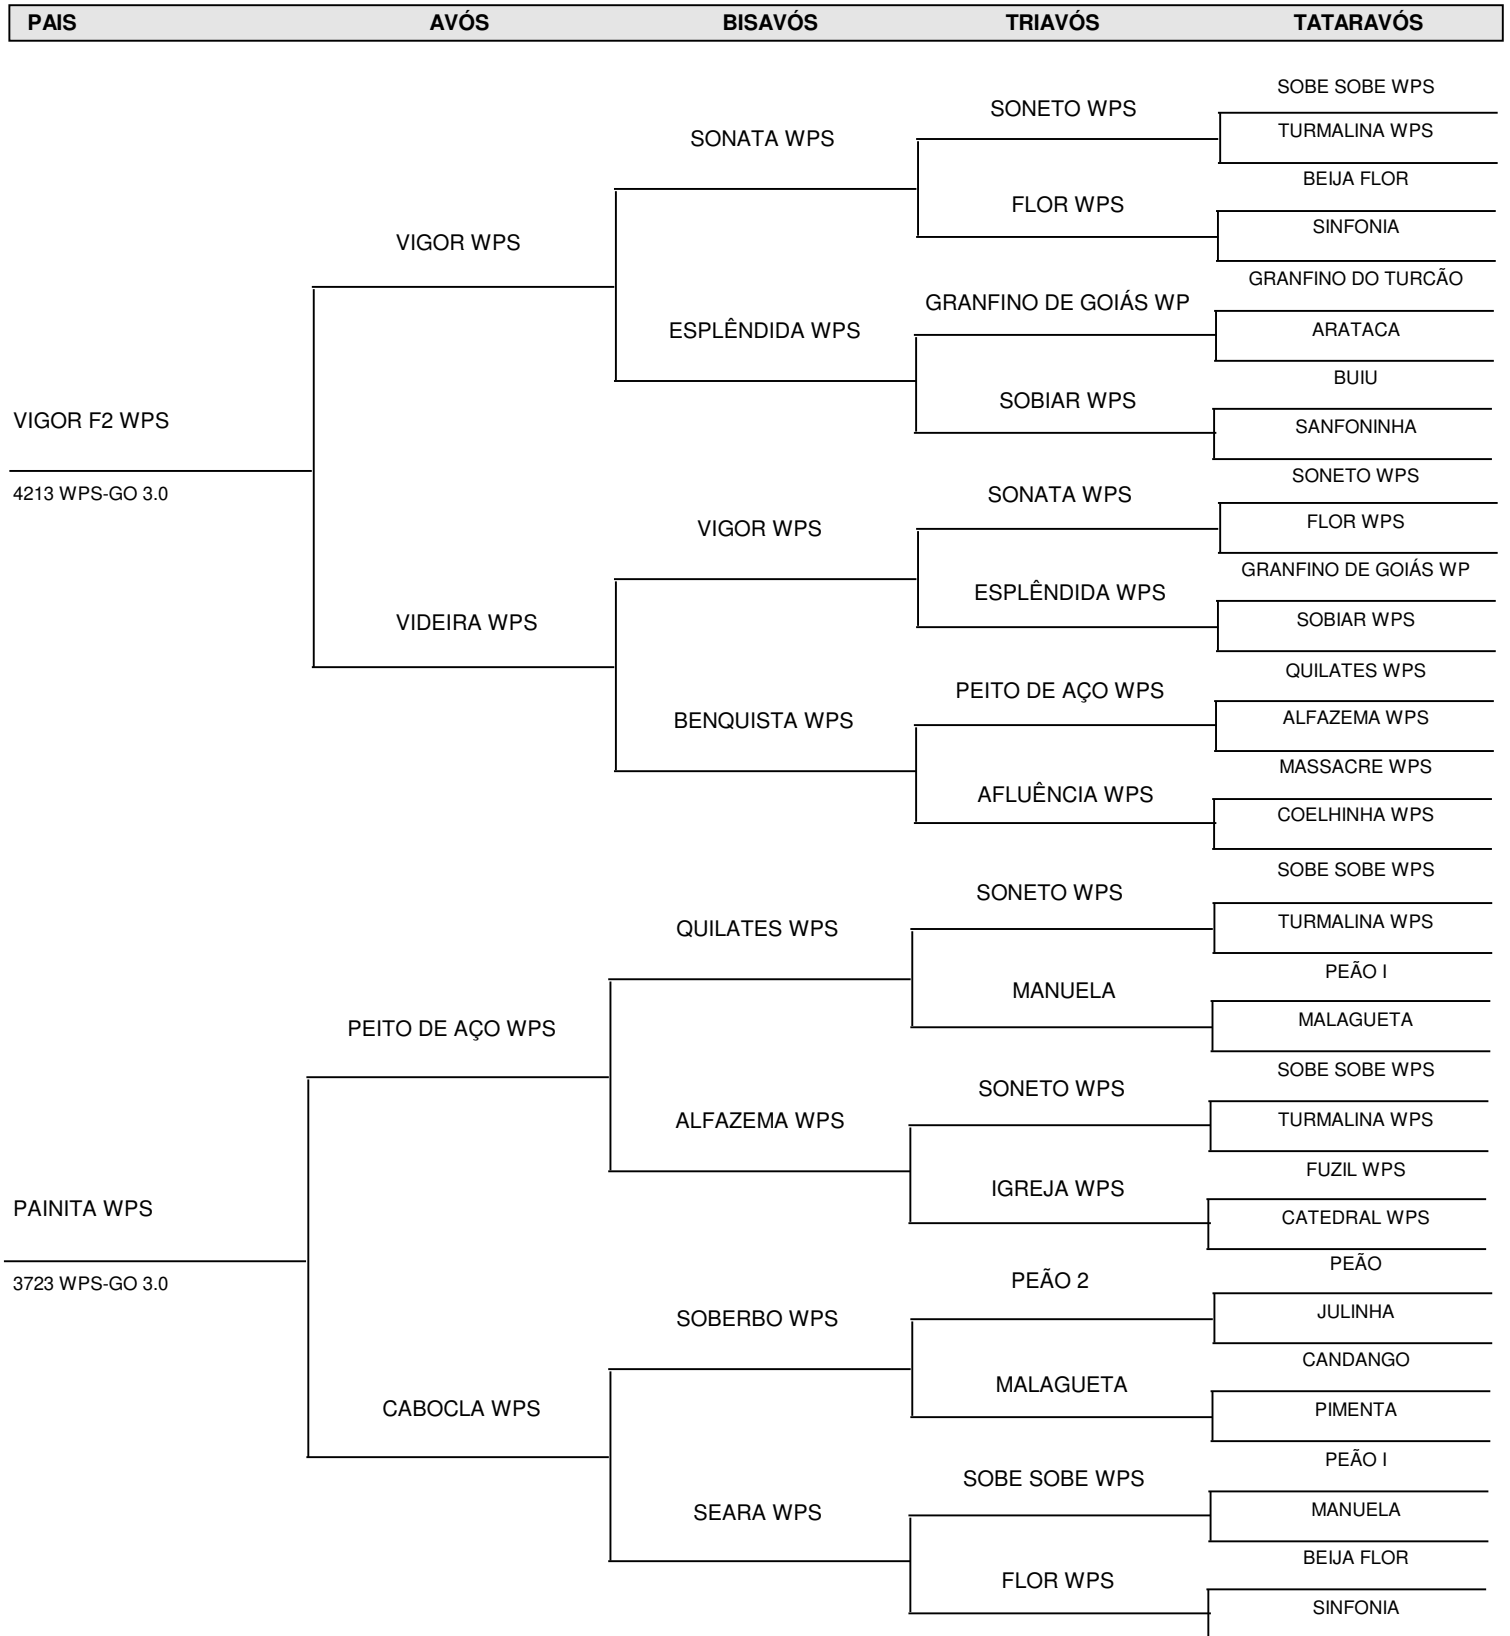 PAIS AVÓS BISAVÓS TRIAVÓS TATARAVÓS
SOBE SOBE WPS
SONETO WPS
TURMALINA WPS
SONATA WPS
BEIJA FLOR
FLOR WPS
SINFONIA
VIGOR WPS
GRANFINO DO TURCÃO
GRANFINO DE GOIÁS WP
ARATACA
ESPLÊNDIDA WPS
BUIU
SOBIAR WPS
SANFONINHA
VIGOR F2 WPS
4213 WPS-GO 3.0
SONETO WPS
SONATA WPS
FLOR WPS
VIGOR WPS
GRANFINO DE GOIÁS WP
ESPLÊNDIDA WPS
SOBIAR WPS
VIDEIRA WPS
QUILATES WPS
PEITO DE AÇO WPS
ALFAZEMA WPS
BENQUISTA WPS
MASSACRE WPS
AFLUÊNCIA WPS
COELHINHA WPS
SOBE SOBE WPS
SONETO WPS
TURMALINA WPS
QUILATES WPS
PEÃO I
MANUELA
MALAGUETA
PEITO DE AÇO WPS
SOBE SOBE WPS
SONETO WPS
TURMALINA WPS
ALFAZEMA WPS
FUZIL WPS
IGREJA WPS
CATEDRAL WPS
PAINITA WPS
3723 WPS-GO 3.0
PEÃO
PEÃO 2
JULINHA
SOBERBO WPS
CANDANGO
MALAGUETA
PIMENTA
CABOCLA WPS
PEÃO I
SOBE SOBE WPS
MANUELA
SEARA WPS
BEIJA FLOR
FLOR WPS
SINFONIA